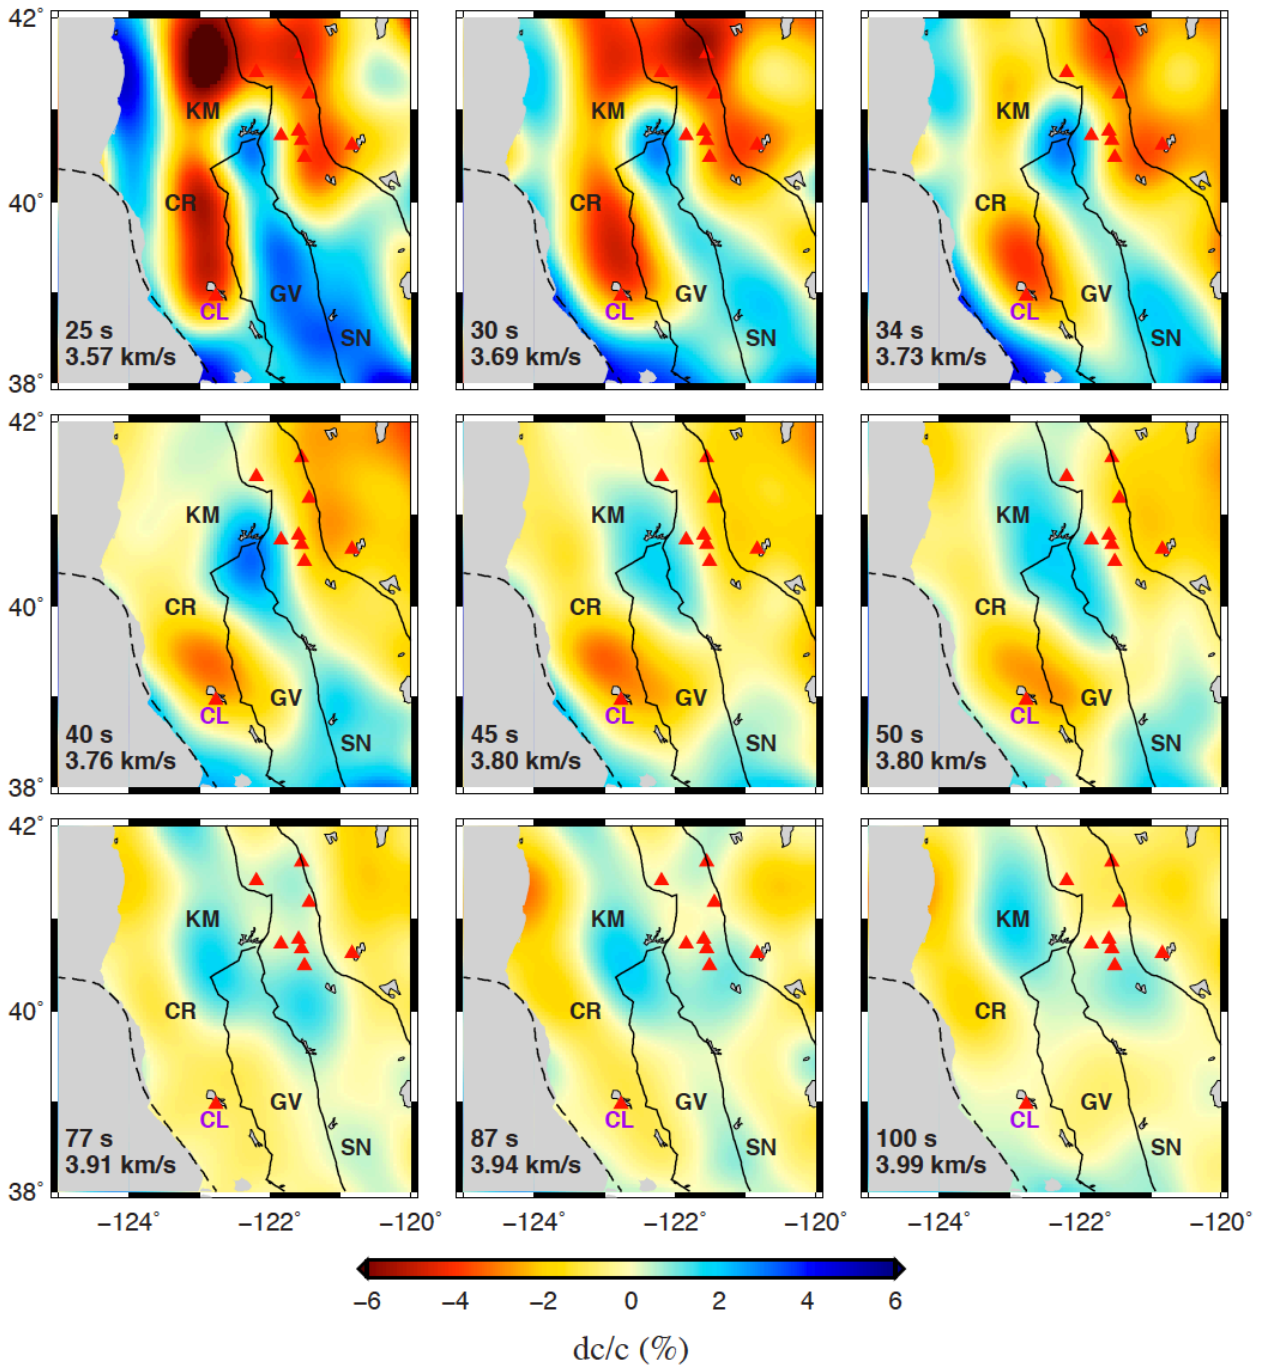 42°
KM
CR
GV
CL
SN
25 s
3.57 km/s
KM
CR
GV
CL
SN
30 s
3.69 km/s
KM
CR
GV
CL
SN
34 s
3.73 km/s
40°
38°
42°
KM
CR
GV
CL
SN
40 s
3.76 km/s
KM
CR
GV
CL
SN
45 s
3.80 km/s
KM
CR
GV
CL
SN
50 s
3.80 km/s
40°
38°
42°
KM
CR
GV
CL
SN
77 s
3.91 km/s
KM
CR
GV
CL
SN
87 s
3.94 km/s
KM
CR
GV
CL
SN
100 s
3.99 km/s
40°
38°
−124° −122° −124° −122° −120° −124° −122° −120°
−6 −4 −2 0 2 4 6
dc/c (%)